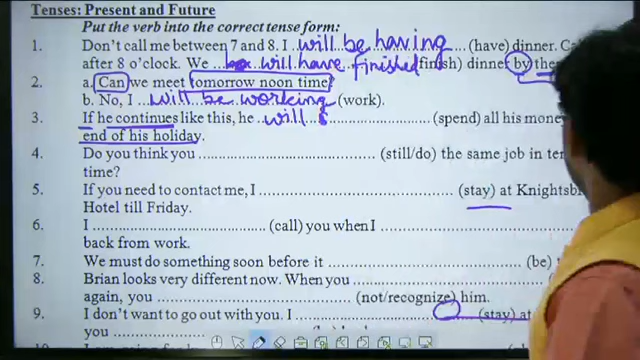 Tenses: Present and Future
Put the verb into the correct tense form:
1. Don't call me between 7 and 8. I ...will be having... (have) dinner.
after 8 o'clock. We ... will have finished (finish) dinner by
2. a. Can we meet tomorrow noon time?
b. No, I ...will be working (work).
3. If he continues like this, he ..will s.............. (spend) all his
end of his holiday.
4. Do you think you ........................................ (still/do) the same job in
time?
5. If you need to contact me, I ............................................ (stay) at
Hotel till Friday.
6. I ........................................ (call) you when I ........................................
back from work.
7. We must do something soon before it ........................................ (be)
8. Brian looks very different now. When you ........................................
again, you ........................................ (not/recognize) him.
9. I don't want to go out with you. I ........................................ (stay) at
you ........................................